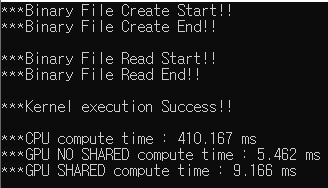 ***Binary File Create Start!!
***Binary File Create End!!
***Binary File Read Start!!
***Binary File Read End!!
***Kernel execution Success!!
***CPU compute time : 410.167 ms
***GPU NO SHARED compute time : 5.462 ms
***GPU SHARED compute time : 9.166 ms